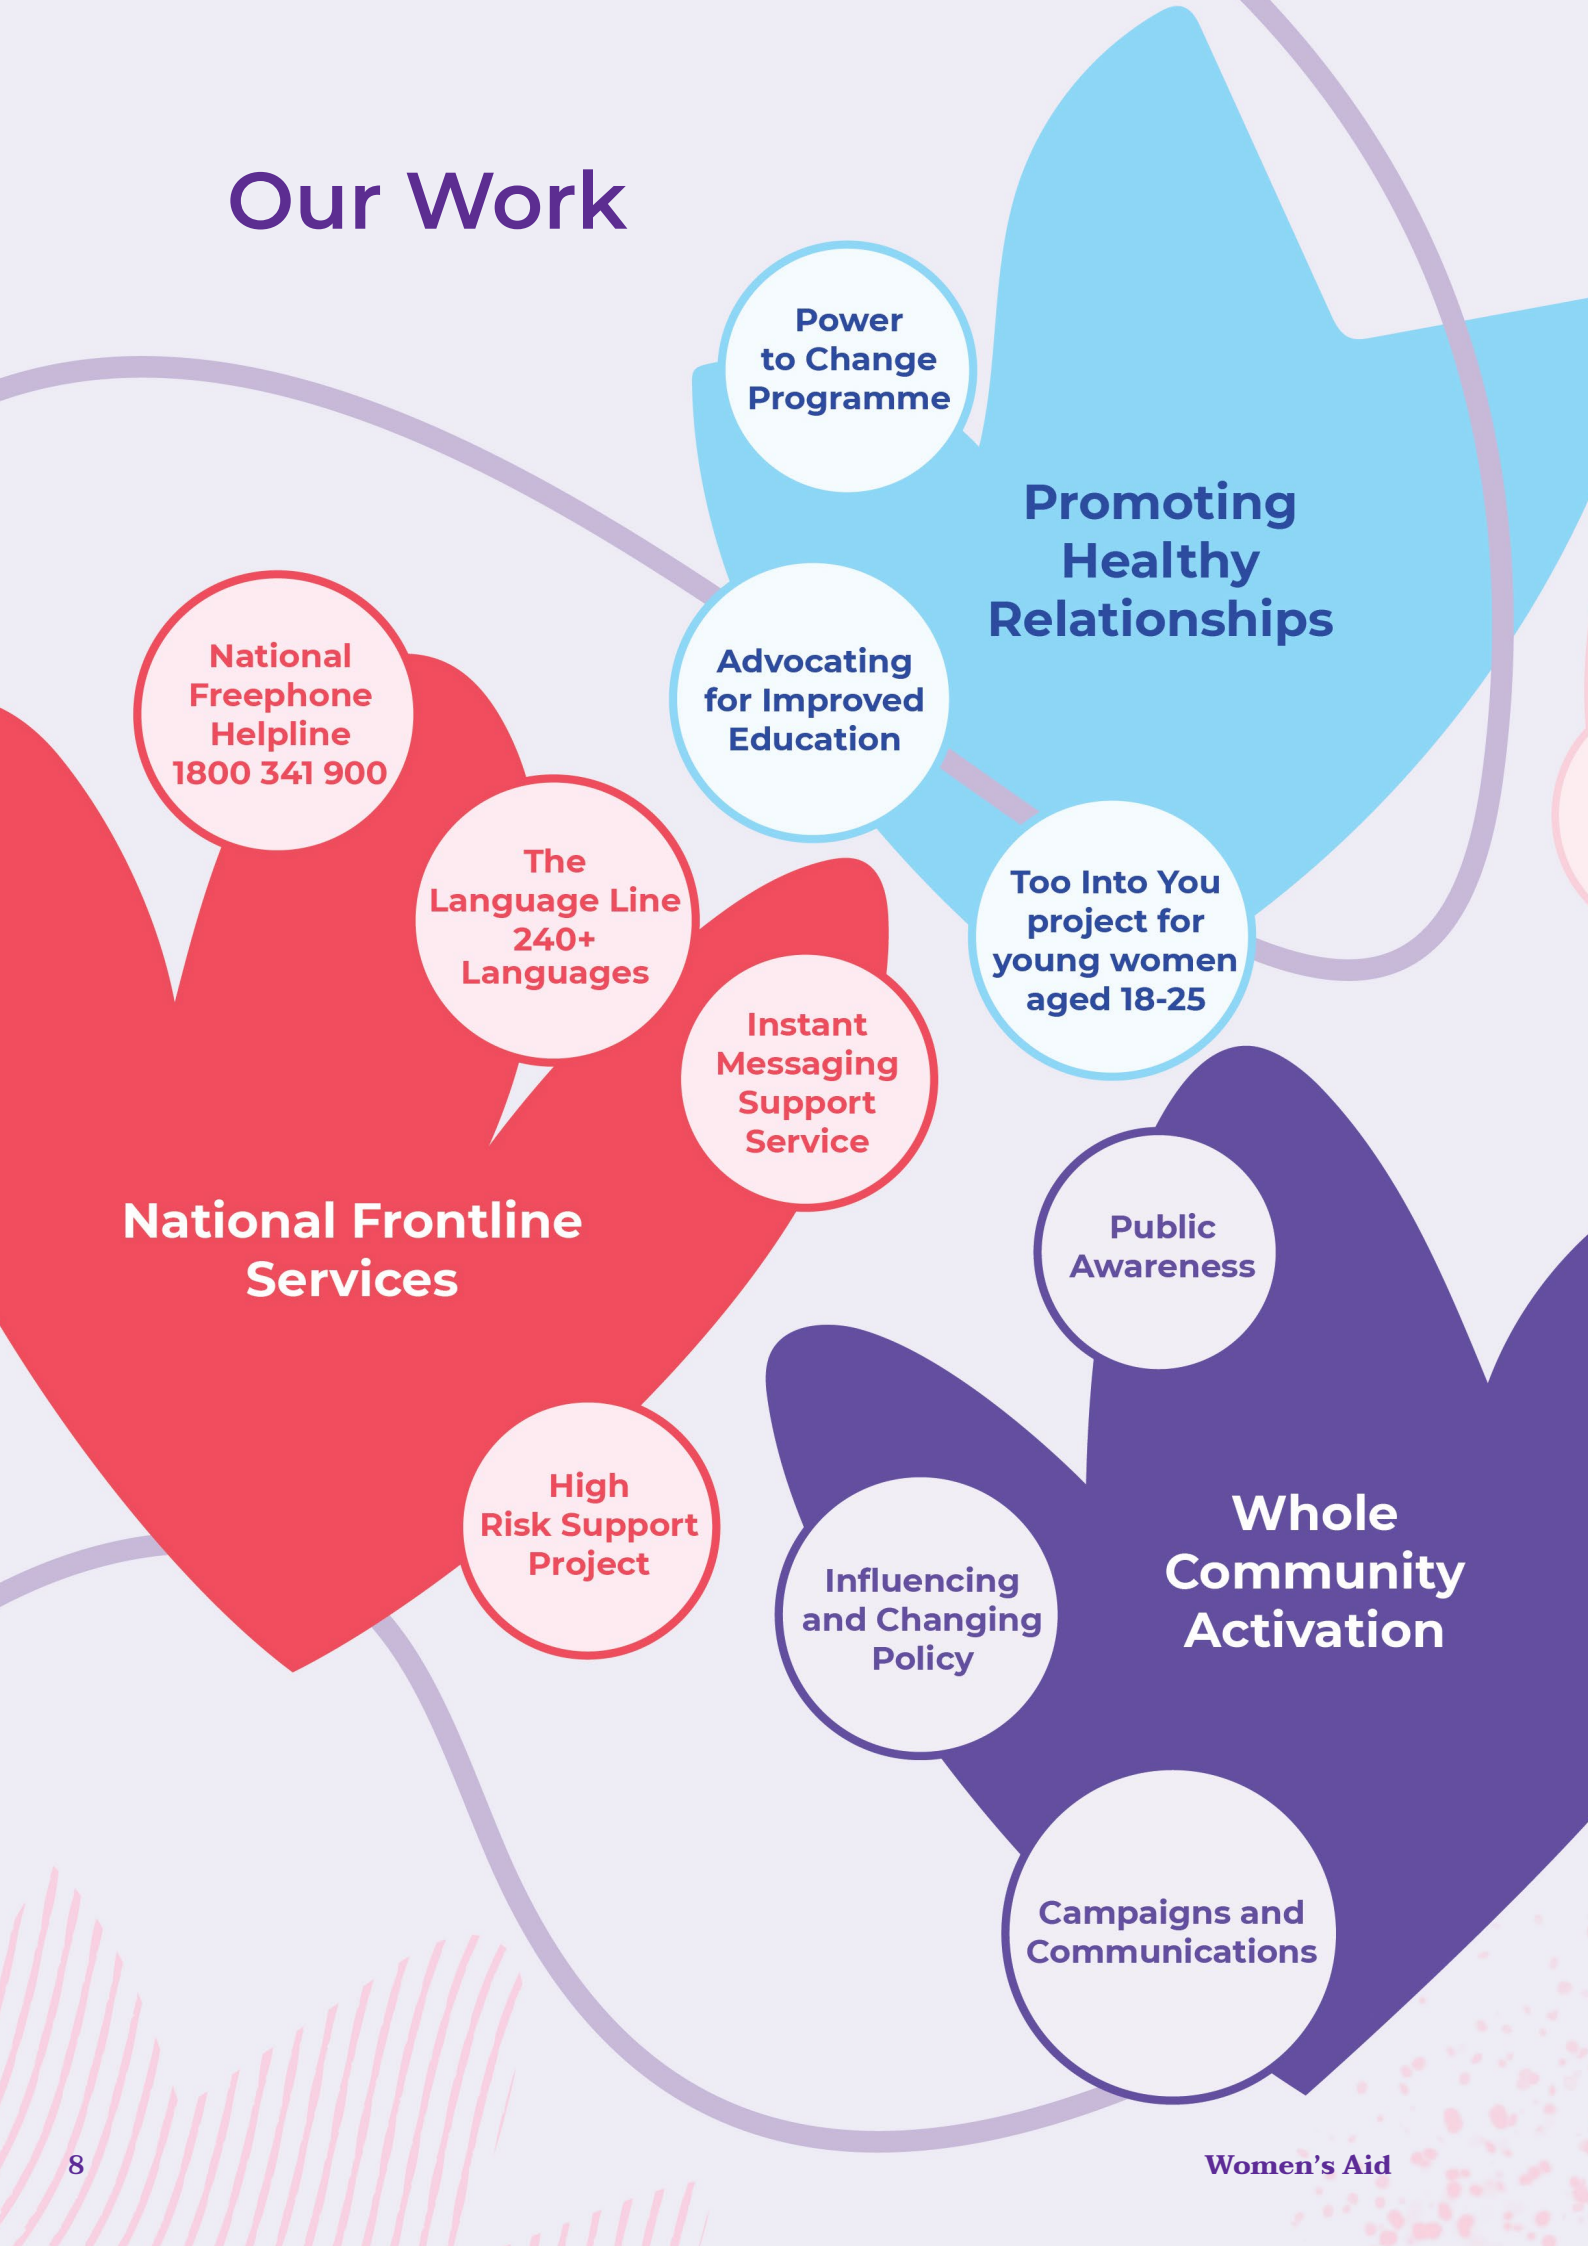 Our Work
Power
to Change
Programme
Promoting
Healthy
Relationships
Advocating
for Improved
Education
Too Into You
project for
young women
aged 18-25
National
Freephone
Helpline
1800 341 900
The
Language Line
240+
Languages
Instant
Messaging
Support
Service
National Frontline
Services
High
Risk Support
Project
Public
Awareness
Influencing
and Changing
Policy
Whole
Community
Activation
Campaigns and
Communications
8
Women’s Aid